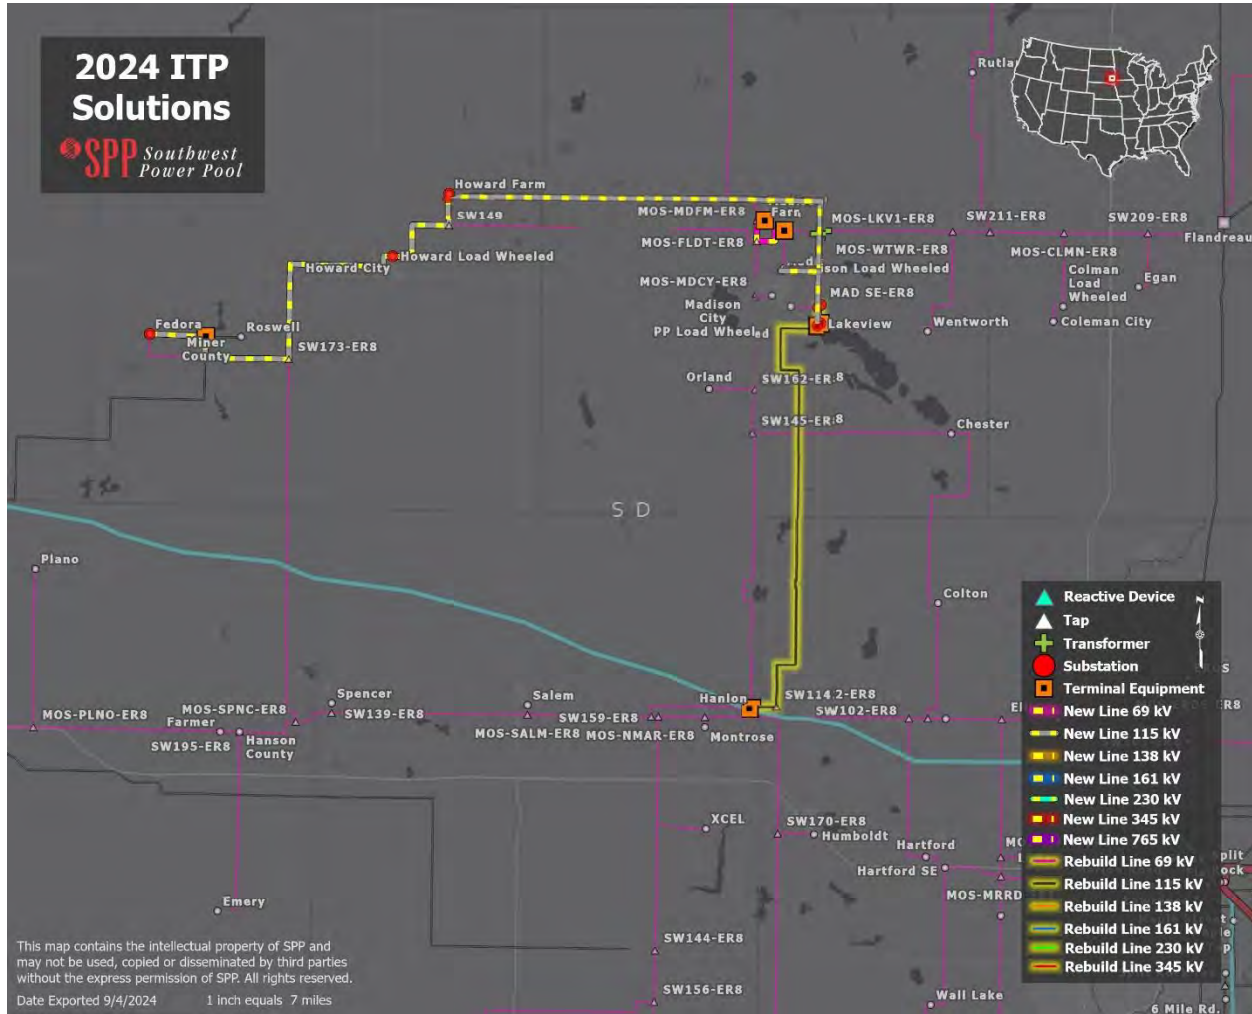 2024 ITP
Solutions
SPP Southwest
Power Pool
Howard Farm
SW149
Howard City
Howard Load Wheeled
Fedora
Miner
County
Roswell
SW173-ER8
MOS-MDFM-ER8
MOS-LKV1-ER8
MOS-FLDT-ER8
MOS-WTWR-ER8
Load Wheeled
MOS-MDCY-ER8
MAD SE-ER8
Madison
City
PP Load
Lakeview
SW211-ER8
SW209-ER8
MOS-CLMN-ER8
Flandreau
Colman
Load
Wheeled
Egan
Wentworth
Coleman City
Orland
SW162-ER8
SW145-ER8
Chester
S D
Plano
Colton
MOS-PLNO-ER8
MOS-SPNC-ER8
Farmer
SW195-ER8
Hanson
County
Spencer
SW139-ER8
Salem
MOS-SALM-ER8
SW159-ER8
MOS-NMAR-ER8
Hanlon
Montrose
SW114.2-ER8
SW102-ER8
XCEL
SW170-ER8
Humboldt
Hartford
Hartford SE
MOS-MRRD
Emery
SW144-ER8
SW156-ER8
Wall Lake
6 Mile Rd.
N
Reactive Device
Tap
Transformer
Substation
Terminal Equipment
New Line 69 kV
New Line 115 kV
New Line 138 kV
New Line 161 kV
New Line 230 kV
New Line 345 kV
New Line 765 kV
Rebuild Line 69 kV
Rebuild Line 115 kV
Rebuild Line 138 kV
Rebuild Line 161 kV
Rebuild Line 230 kV
Rebuild Line 345 kV
This map contains the intellectual property of SPP and
may not be used, copied or disseminated by third parties
without the express permission of SPP. All rights reserved.
Date Exported 9/4/2024 1 inch equals 7 miles